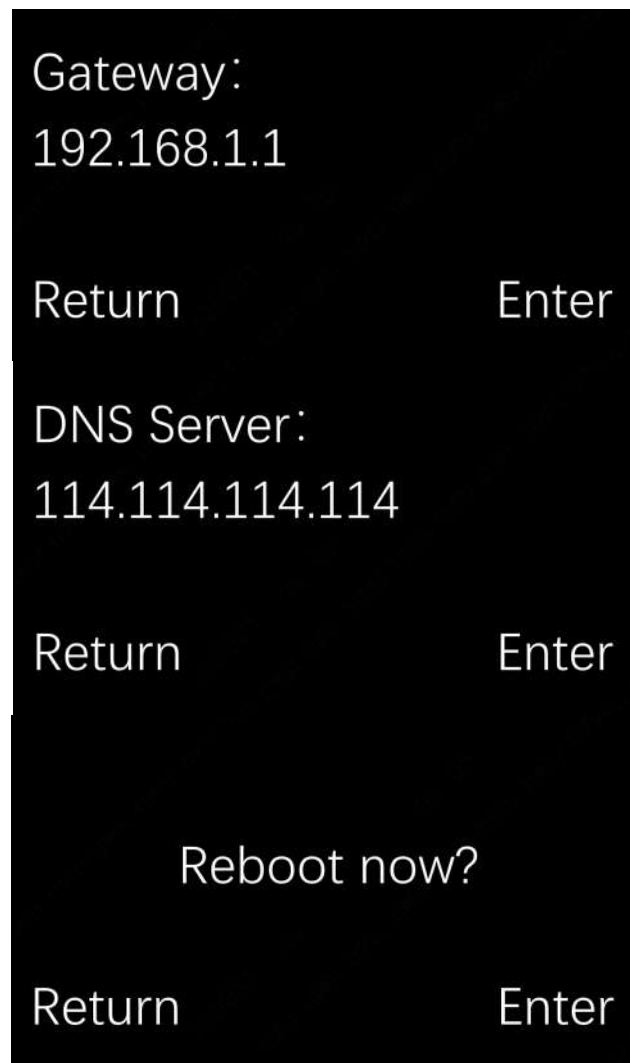 Gateway:
192.168.1.1
Return Enter
DNS Server:
114.114.114.114
Return Enter
Reboot now?
Return Enter